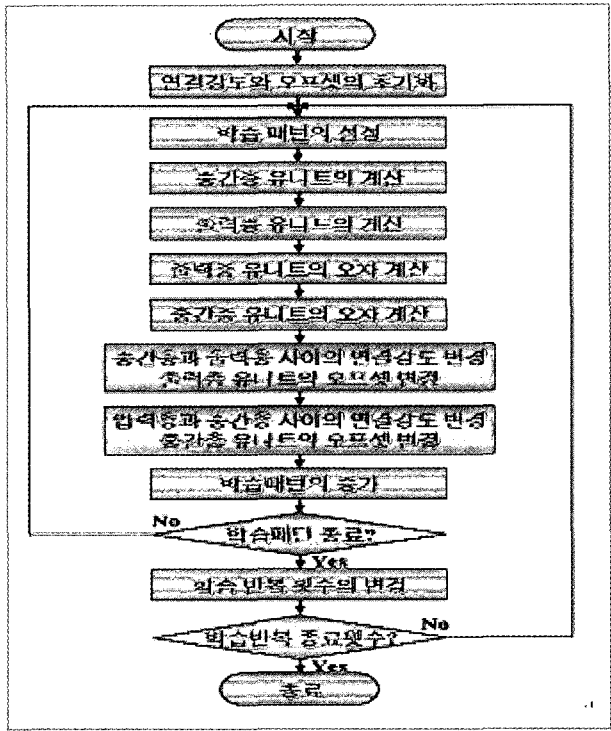 시작
연결강도와 오프셋의 초기화
학습 패턴의 설정
중간층 유니트의 계산
출력층 유니트의 계산
출력층 유니트의 오차 계산
중간층 유니트의 오차 계산
중간층과 출력층 사이의 연결강도 변경
출력층 유니트의 오프셋 변경
입력층과 중간층 사이의 연결강도 변경
중간층 유니트의 오프셋 변경
학습패턴의 증가
No
학습패턴 종료?
Yes
학습 반복 횟수의 변경
No
학습반복 종료횟수?
Yes
종료